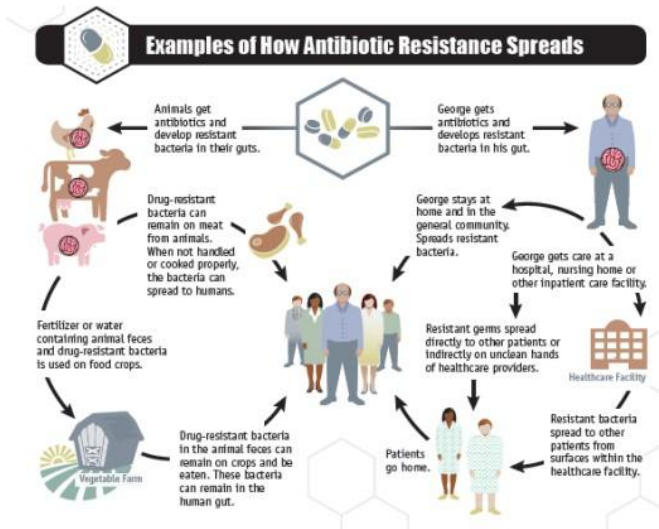 Examples of How Antibiotic Resistance Spreads
Animals get
antibiotics and
develop resistant
bacteria in their guts.
George gets
antibiotics and
develops resistant
bacteria in his gut.
Drug-resistant
bacteria can
remain on meat
from animals.
When not handled
or cooked properly,
the bacteria can
spread to humans.
George stays at
home and in the
general community.
Spreads resistant
bacteria.
George gets care at a
hospital, nursing home or
other inpatient care facility.
Fertilizer or water
containing animal feces
and drug-resistant bacteria
is used on food crops.
Resistant germs spread
directly to other patients or
indirectly on unclean hands
of healthcare providers.
Healthcare Facility
Vegetable Farm
Drug-resistant bacteria
in the animal feces can
remain on crops and be
eaten. These bacteria
can remain in the
human gut.
Patients
go home.
Resistant bacteria
spread to other
patients from
surfaces within the
healthcare facility.